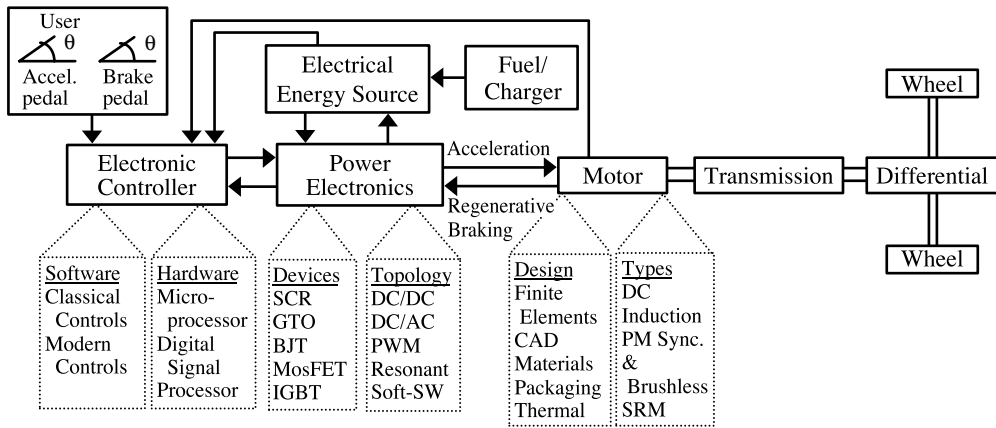 User
θ
θ
Accel.
pedal
Brake
pedal
Electrical
Energy Source
Fuel/
Charger
Wheel
Electronic
Controller
Power
Electronics
Acceleration
Regenerative
Braking
Motor
Transmission
Differential
Wheel
Software
Classical
Controls
Modern
Controls
Hardware
Micro-
processor
Digital
Signal
Processor
Devices
SCR
GTO
BJT
MosFET
IGBT
Topology
DC/DC
DC/AC
PWM
Resonant
Soft-SW
Design
Finite
Elements
CAD
Materials
Packaging
Thermal
Types
DC
Induction
PM Sync.
&
Brushless
SRM